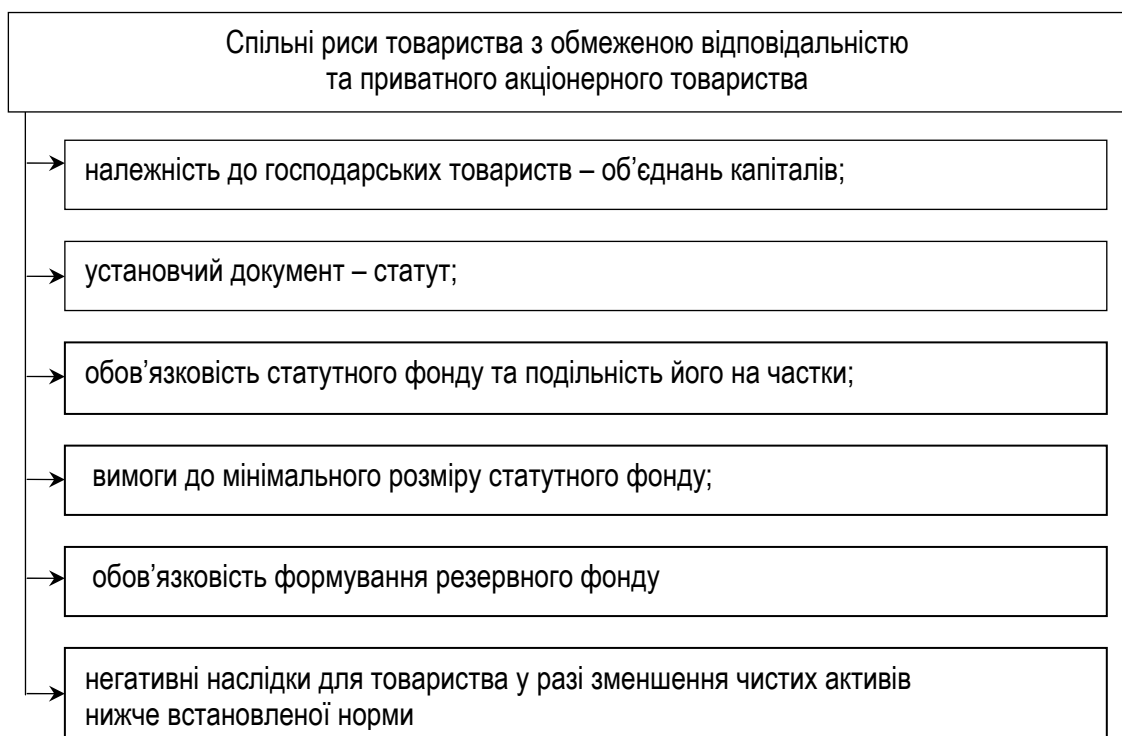 Спільні риси товариства з обмеженою відповідальністю
та приватного акціонерного товариства
належність до господарських товариств – об’єднань капіталів;
установчий документ – статут;
обов’язковість статутного фонду та подільність його на частки;
вимоги до мінімального розміру статутного фонду;
обов’язковість формування резервного фонду
негативні наслідки для товариства у разі зменшення чистих активів
нижче встановленої норми